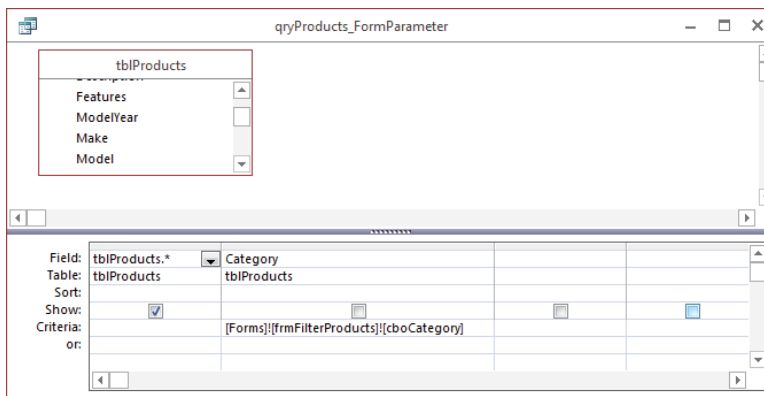 qryProducts_FormParameter
tblProducts
Features
ModelYear
Make
Model
Field: tblProducts.* Category
Table: tblProducts tblProducts
Sort:
Show:
Criteria: [Forms]![frmFilterProducts]![cboCategory]
or: